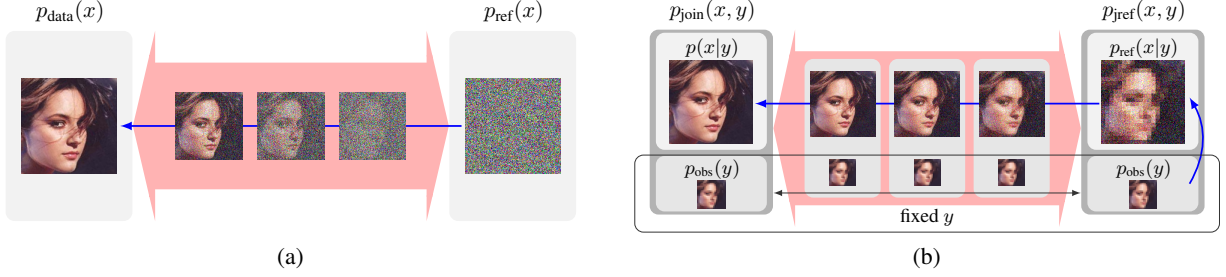 p_data(x)
p_ref(x)
(a)
p_join(x, y)
p_jref(x, y)
p(x|y)
p_ref(x|y)
p_obs(y)
p_obs(y)
fixed y
(b)